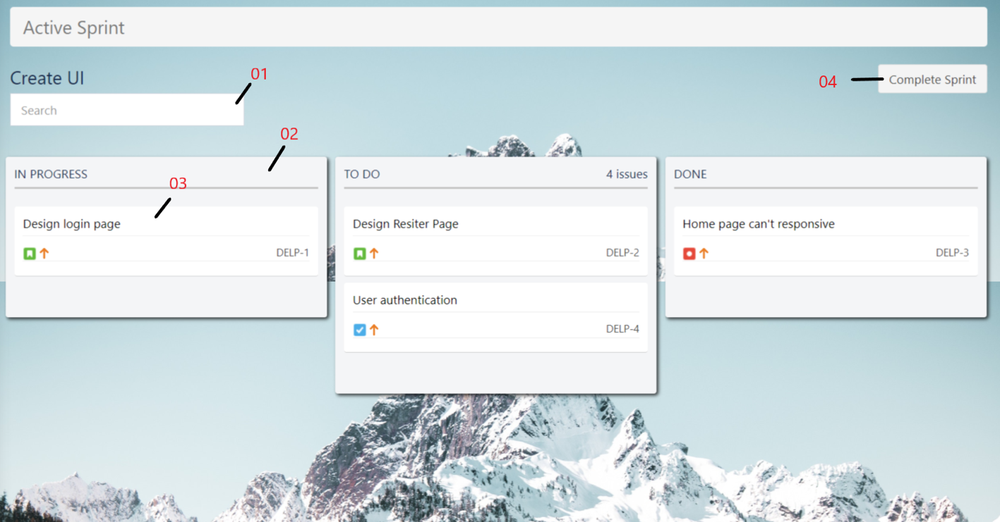 Active Sprint
Create UI
01
04
Complete Sprint
Search
02
IN PROGRESS
03
Design login page
DELP-1
TO DO
4 issues
Design Resiter Page
DELP-2
User authentication
DELP-4
DONE
Home page can't responsive
DELP-3